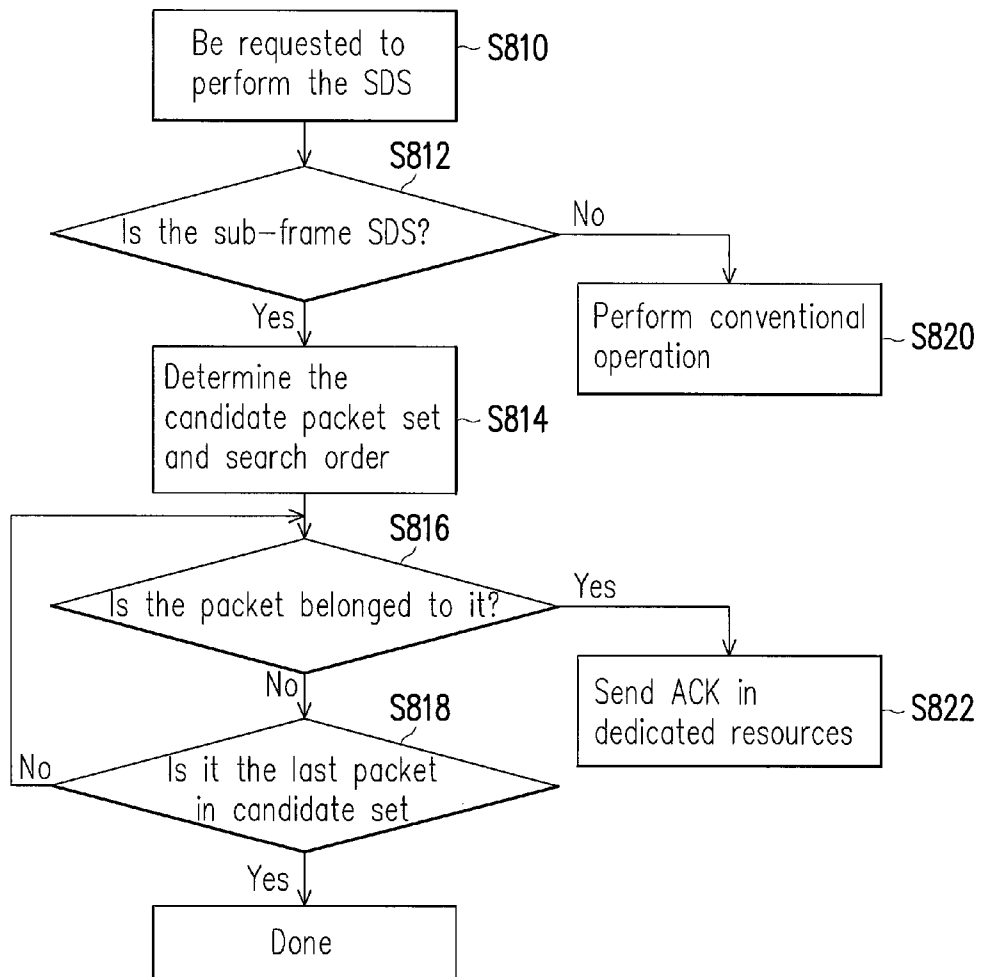 Be requested to
perform the SDS
S810
S812
Is the sub-frame SDS?
No
Yes
Perform conventional
operation
S820
Determine the
candidate packet set
and search order
S814
S816
Is the packet belonged to it?
Yes
No
Send ACK in
dedicated resources
S822
S818
Is it the last packet
in candidate set
No
Yes
Done